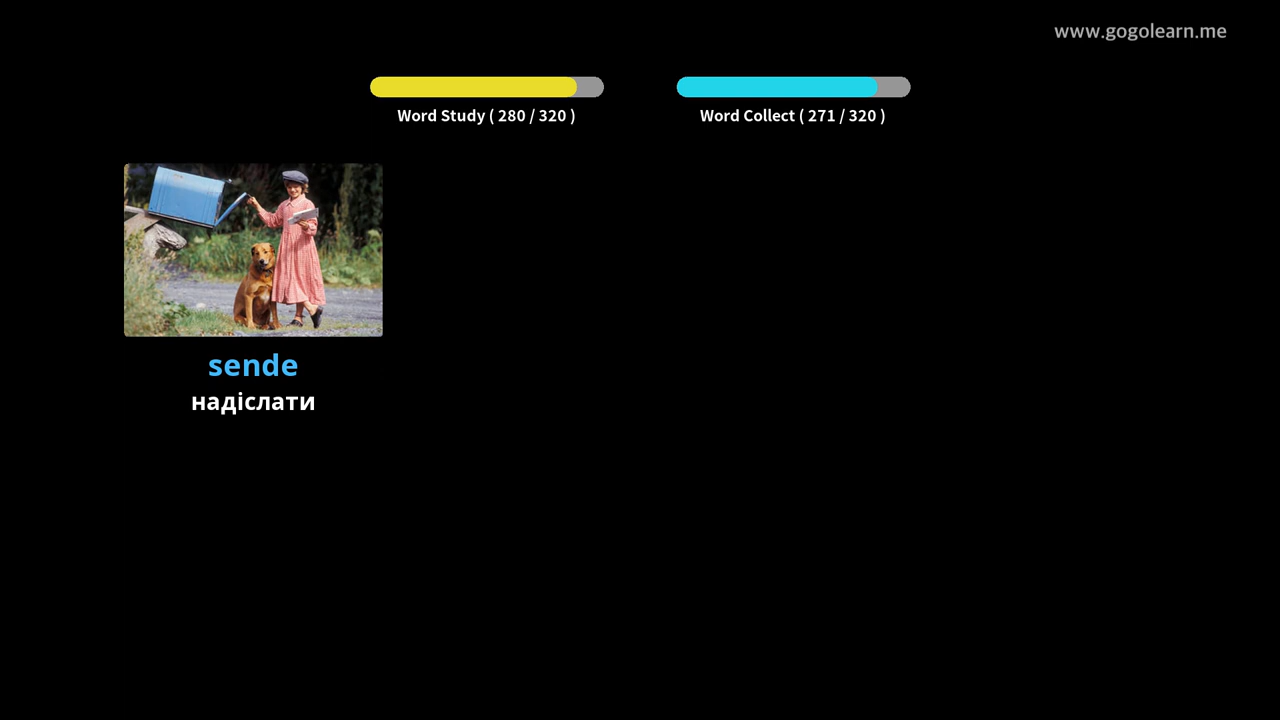 www.gogolearn.me
Word Study ( 280 / 320 )
Word Collect ( 271 / 320 )
sende
надіслати